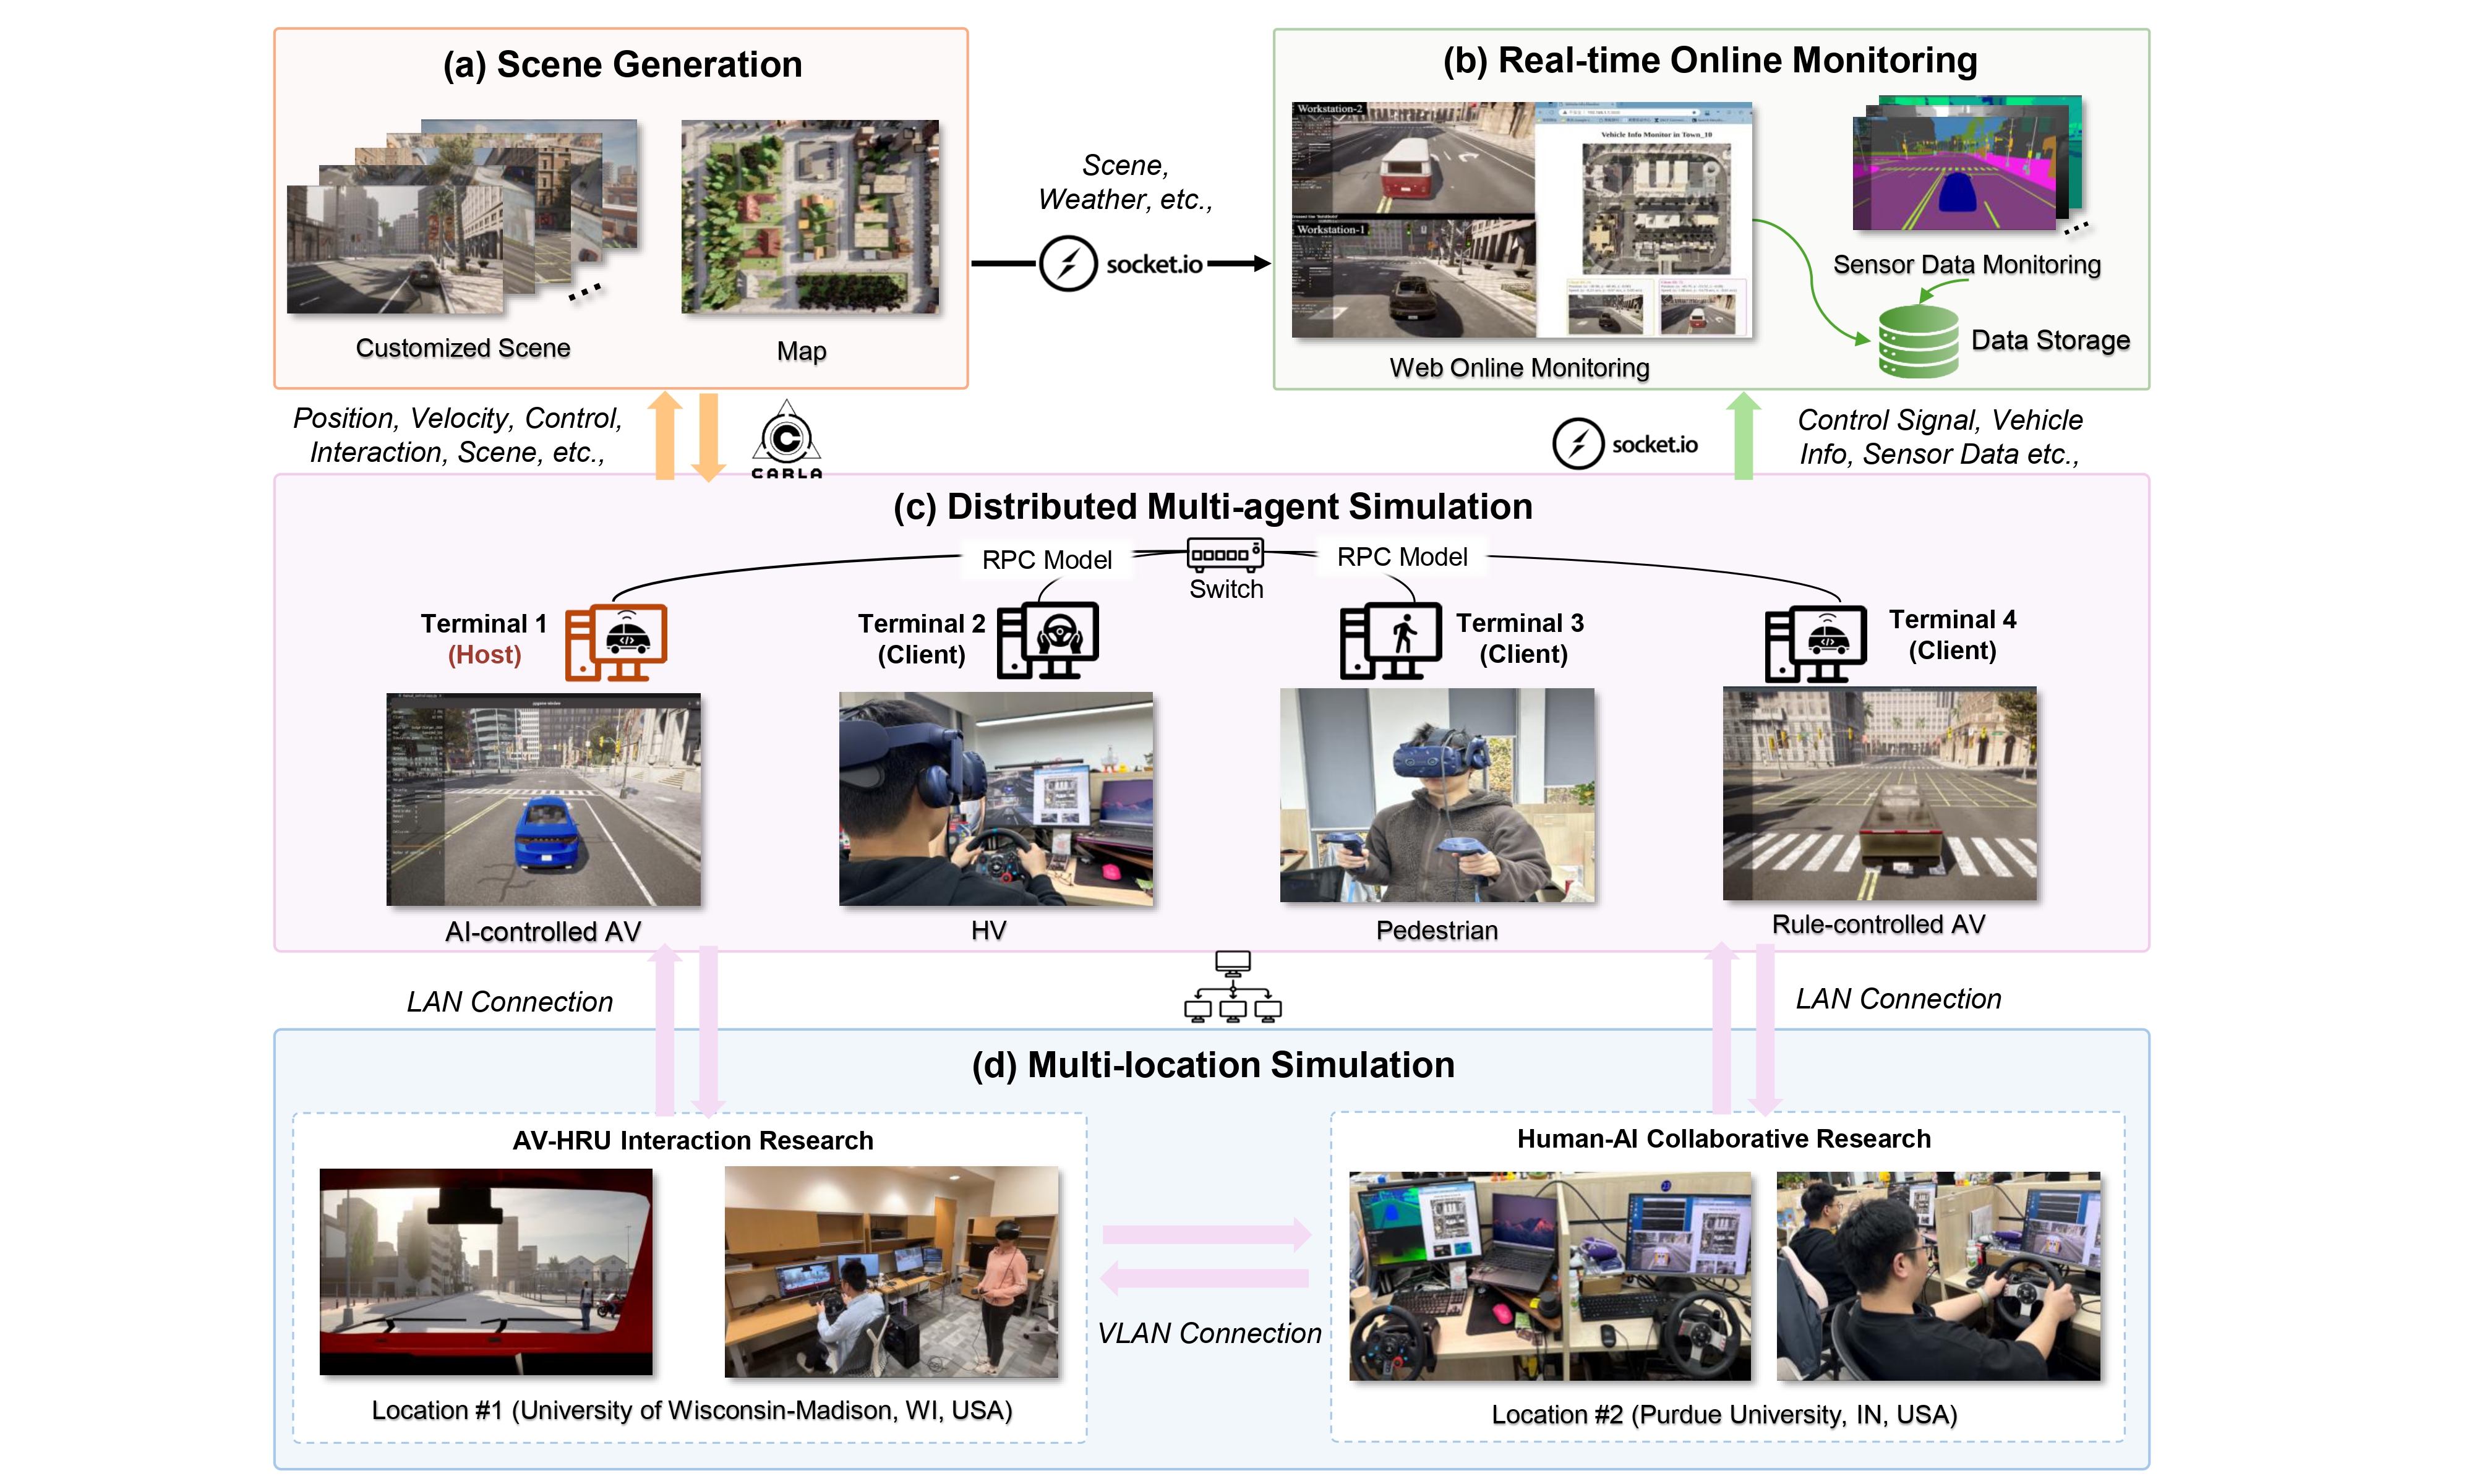 (a) Scene Generation
Customized Scene
Map
Scene,
Weather, etc.,
socket.io
(b) Real-time Online Monitoring
Workstation-2
Workstation-1
Vehicle Info Monitor in Town_10
Web Online Monitoring
Sensor Data Monitoring
Data Storage
Position, Velocity, Control,
Interaction, Scene, etc.,
CARLA
socket.io
Control Signal, Vehicle
Info, Sensor Data etc.,
(c) Distributed Multi-agent Simulation
RPC Model
Switch
RPC Model
Terminal 1
(Host)
Terminal 2
(Client)
Terminal 3
(Client)
Terminal 4
(Client)
AI-controlled AV
HV
Pedestrian
Rule-controlled AV
LAN Connection
LAN Connection
(d) Multi-location Simulation
AV-HRU Interaction Research
Location #1 (University of Wisconsin-Madison, WI, USA)
VLAN Connection
Human-AI Collaborative Research
Location #2 (Purdue University, IN, USA)